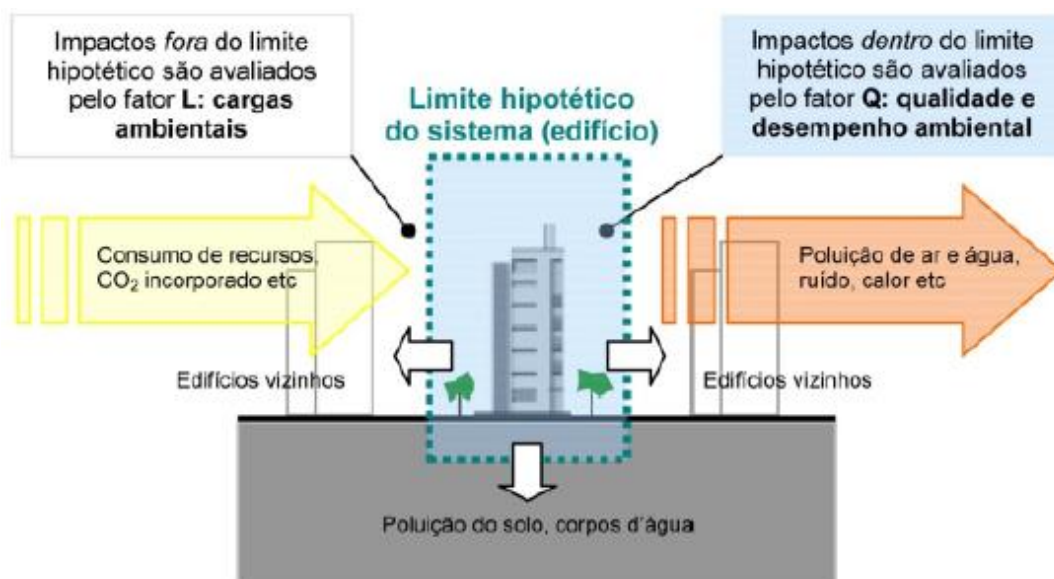 Impactos fora do limite
hipotético são avaliados
pelo fator L: cargas
ambientais
Impactos dentro do limite
hipotético são avaliados
pelo fator Q: qualidade e
desempenho ambiental
Limite hipotético
do sistema (edifício)
Consumo de recursos,
CO₂ incorporado etc
Poluição de ar e água,
ruído, calor etc
Edifícios vizinhos
Edifícios vizinhos
Poluição do solo, corpos d´água